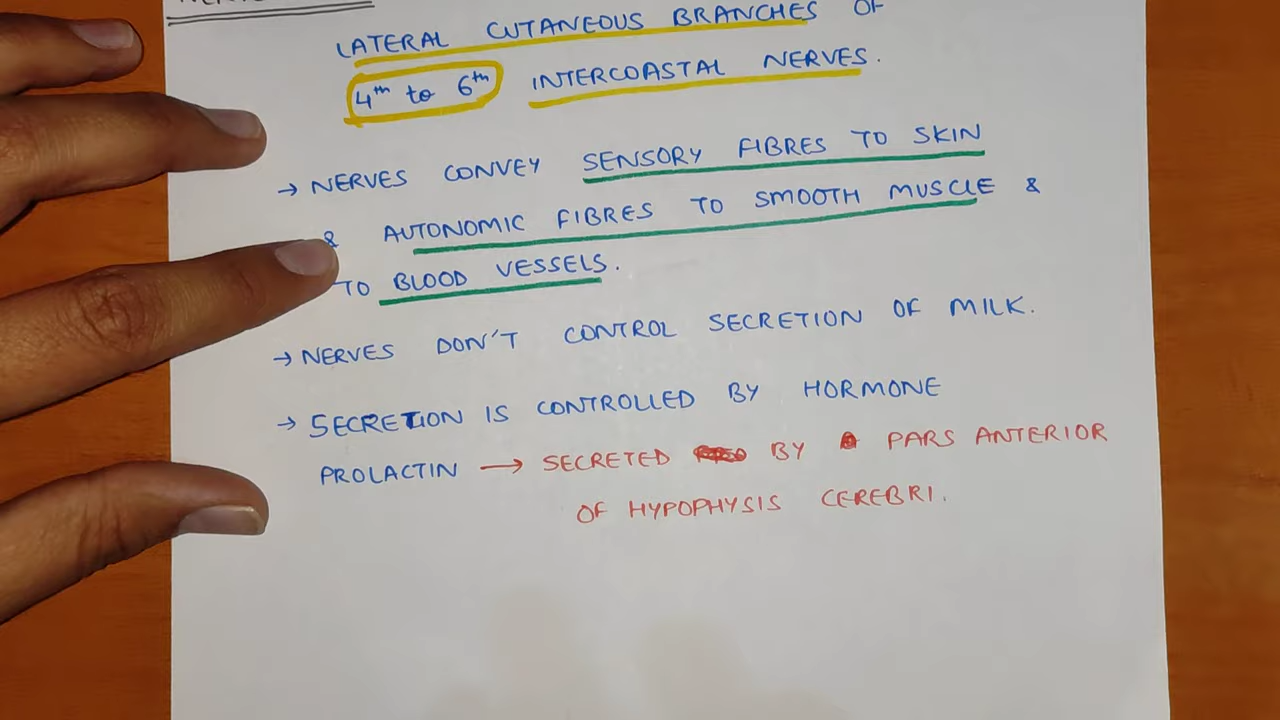 LATERAL CUTANEOUS BRANCHES OF
4th to 6th INTERCOASTAL NERVES.
→ NERVES CONVEY SENSORY FIBRES TO SKIN
& AUTONOMIC FIBRES TO SMOOTH MUSCLE &
TO BLOOD VESSELS.
→ NERVES DON'T CONTROL SECRETION OF MILK.
→ SECRETION IS CONTROLLED BY HORMONE
PROLACTIN → SECRETED BY PARS ANTERIOR
OF HYPOPHYSIS CEREBRI.